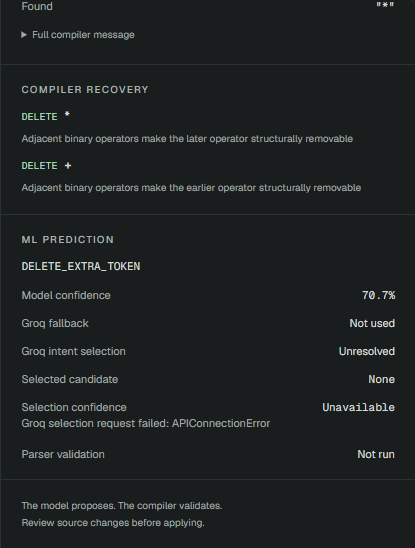 Found "*"
▶ Full compiler message
COMPILER RECOVERY
DELETE *
Adjacent binary operators make the later operator structurally removable
DELETE +
Adjacent binary operators make the earlier operator structurally removable
ML PREDICTION
DELETE_EXTRA_TOKEN
Model confidence 70.7%
Groq fallback Not used
Groq intent selection Unresolved
Selected candidate None
Selection confidence Unavailable
Groq selection request failed: APIConnectionError
Parser validation Not run
The model proposes. The compiler validates.
Review source changes before applying.